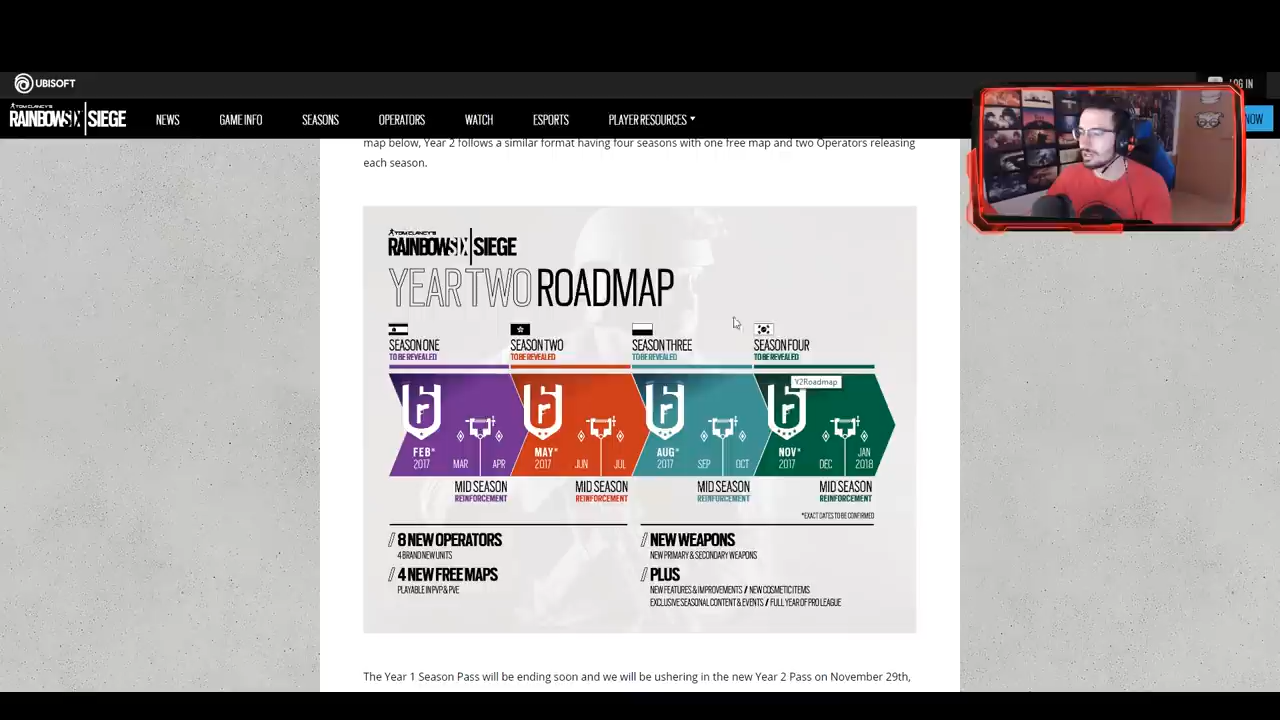 UBISOFT
LOG IN
TOM CLANCY'S
RAINBOW SIX | SIEGE
NEWS
GAME INFO
SEASONS
OPERATORS
WATCH
ESPORTS
PLAYER RESOURCES
NOW
map below, Year 2 follows a similar format having four seasons with one free map and two Operators releasing
each season.
TOM CLANCY'S
RAINBOW SIX | SIEGE
YEAR TWO ROADMAP
SEASON ONE
TO BE REVEALED
SEASON TWO
TO BE REVEALED
SEASON THREE
TO BE REVEALED
SEASON FOUR
TO BE REVEALED
Y2Roadmap
FEB*
2017
MAR
APR
MAY*
2017
JUN
JUL
AUG*
2017
SEP
OCT
NOV*
2017
DEC
JAN
2018
MID SEASON
REINFORCEMENT
MID SEASON
REINFORCEMENT
MID SEASON
REINFORCEMENT
MID SEASON
REINFORCEMENT
*EXACT DATES TO BE CONFIRMED
// 8 NEW OPERATORS
4 BRAND NEW UNITS
// 4 NEW FREE MAPS
PLAYABLE IN PVP & PVE
// NEW WEAPONS
NEW PRIMARY & SECONDARY WEAPONS
// PLUS
NEW FEATURES & IMPROVEMENTS // NEW COSMETIC ITEMS
EXCLUSIVE SEASONAL CONTENT & EVENTS // FULL YEAR OF PRO LEAGUE
The Year 1 Season Pass will be ending soon and we will be ushering in the new Year 2 Pass on November 29th,